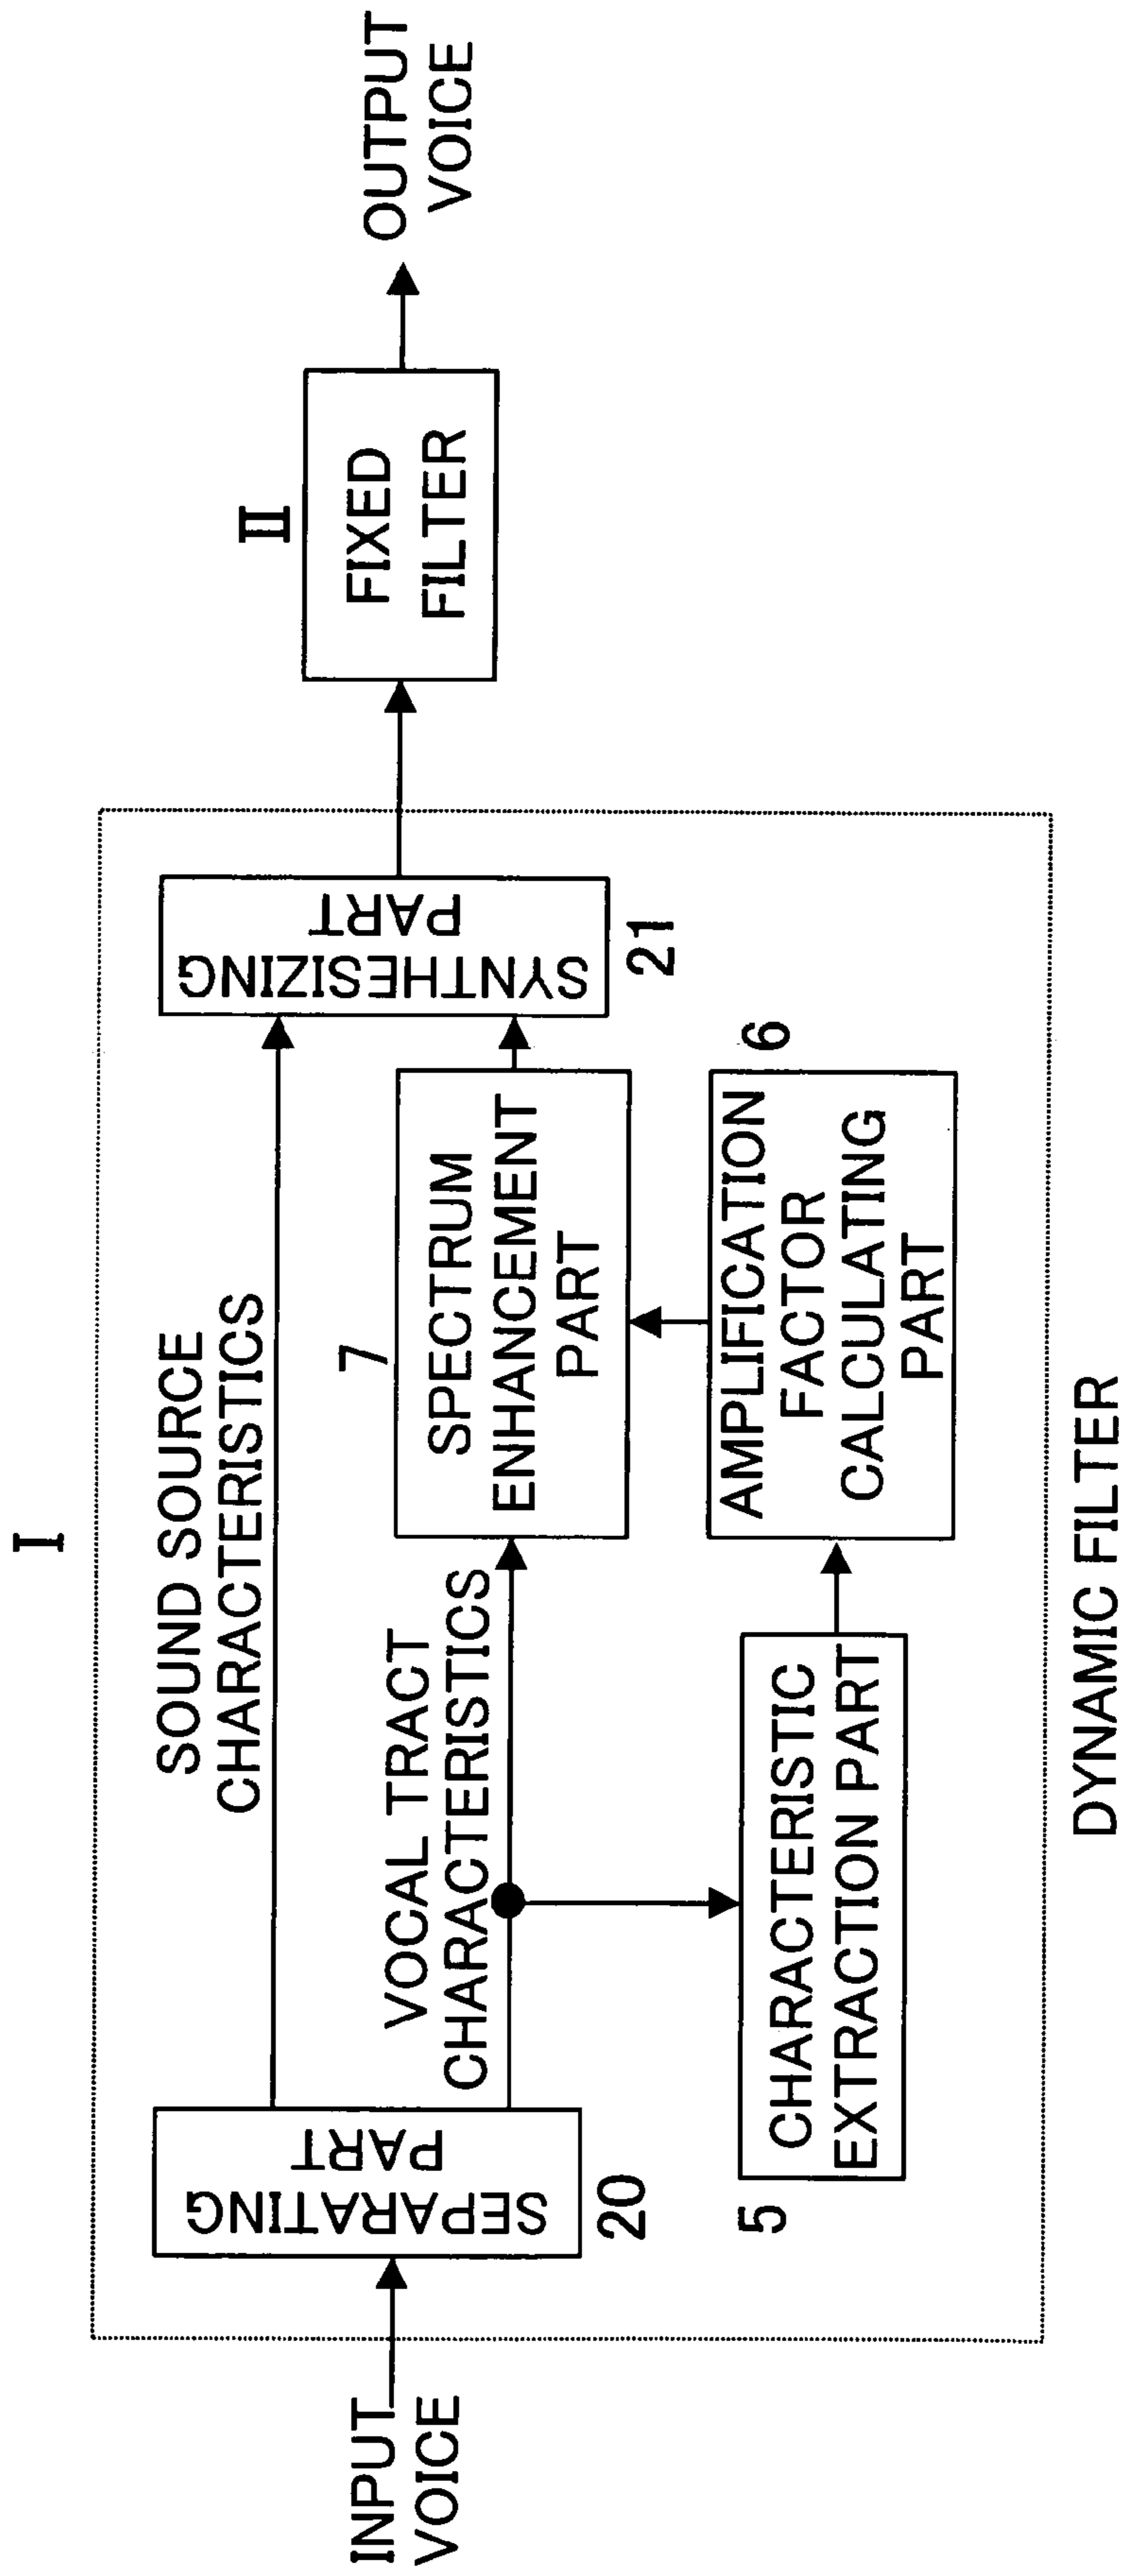 I
INPUT
VOICE
SEPARATING
PART
20
SOUND SOURCE
CHARACTERISTICS
VOCAL TRACT
CHARACTERISTICS
5
CHARACTERISTIC
EXTRACTION PART
7
SPECTRUM
ENHANCEMENT
PART
6
AMPLIFICATION
FACTOR
CALCULATING
PART
SYNTHESIZING
PART
21
DYNAMIC FILTER
II
FIXED
FILTER
OUTPUT
VOICE